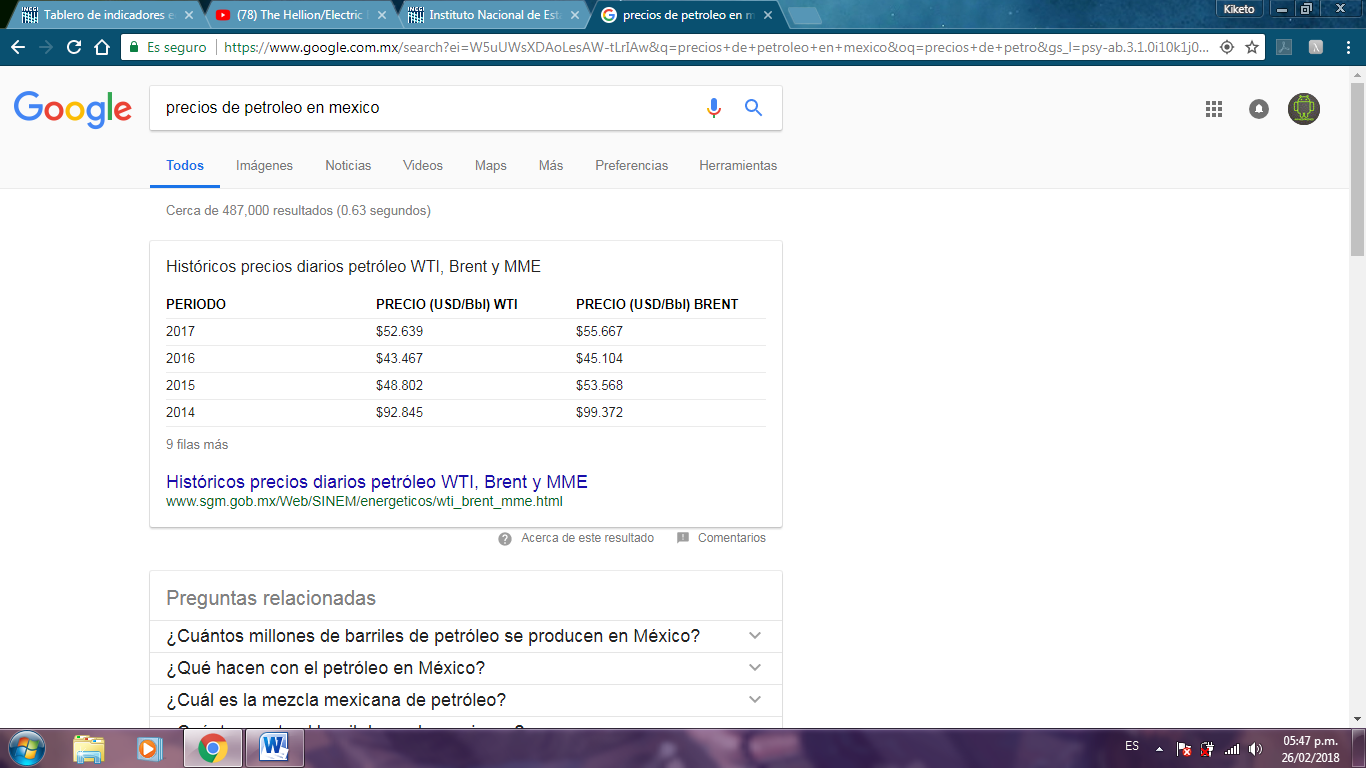 Kiketo
Tablero de indicadores e
(78) The Hellion/Electric
Instituto Nacional de Est
precios de petroleo en m
Es seguro | https://www.google.com.mx/search?ei=W5uUWsXDAoLesAW-tLrIAw&q=precios+de+petroleo+en+mexico&oq=precios+de+petro&gs_l=psy-ab.3.1.0i10k1j0...
Google
precios de petroleo en mexico
Todos Imágenes Noticias Videos Maps Más Preferencias Herramientas
Cerca de 487,000 resultados (0.63 segundos)
Históricos precios diarios petróleo WTI, Brent y MME
PERIODO PRECIO (USD/Bbl) WTI PRECIO (USD/Bbl) BRENT
2017 $52.639 $55.667
2016 $43.467 $45.104
2015 $48.802 $53.568
2014 $92.845 $99.372
9 filas más
Históricos precios diarios petróleo WTI, Brent y MME
www.sgm.gob.mx/Web/SINEM/energeticos/wti_brent_mme.html
Acerca de este resultado Comentarios
Preguntas relacionadas
¿Cuántos millones de barriles de petróleo se producen en México?
¿Qué hacen con el petróleo en México?
¿Cuál es la mezcla mexicana de petróleo?
ES
05:47 p.m.
26/02/2018